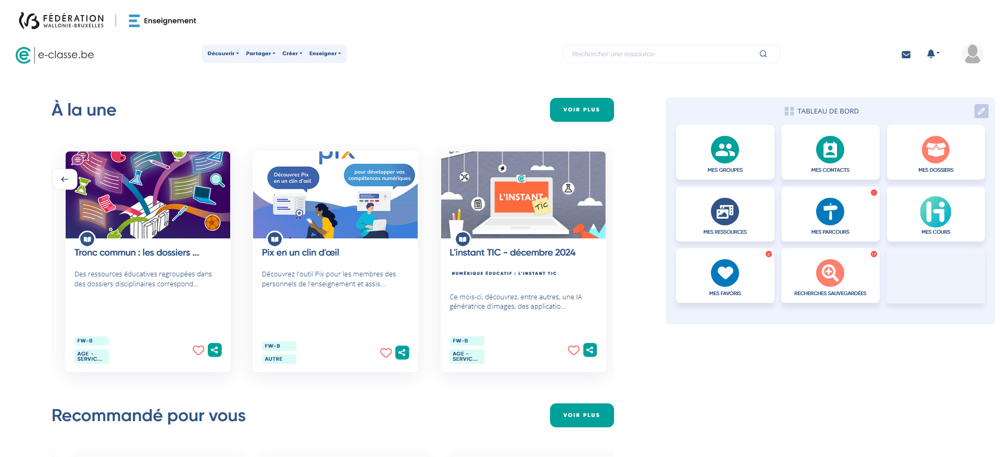 FÉDÉRATION
WALLONIE-BRUXELLES
Enseignement
e-classe.be
Découvrir
Partager
Créer
Enseigner
Rechercher une ressource
À la une
VOIR PLUS
Découvrez Pix
en un clin d'œil
pix
pour développer vos
compétences numériques
L'INSTANT
TIC
Tronc commun : les dossiers ...
Des ressources éducatives regroupées dans
des dossiers disciplinaires correspond...
FW-B
AGE -
SERVIC...
Pix en un clin d'œil
Découvrez l'outil Pix pour les membres des
personnels de l'enseignement et assis...
FW-B
AUTRE
L'instant TIC - décembre 2024
NUMÉRIQUE ÉDUCATIF : L'INSTANT TIC
Ce mois-ci, découvrez, entre autres, une IA
génératrice d'images, des applicatio...
FW-B
AGE -
SERVIC...
TABLEAU DE BORD
MES GROUPES
MES CONTACTS
MES DOSSIERS
MES RESSOURCES
1
MES PARCOURS
MES COURS
3
MES FAVORIS
17
RECHERCHES SAUVEGARDÉES
Recommandé pour vous
VOIR PLUS